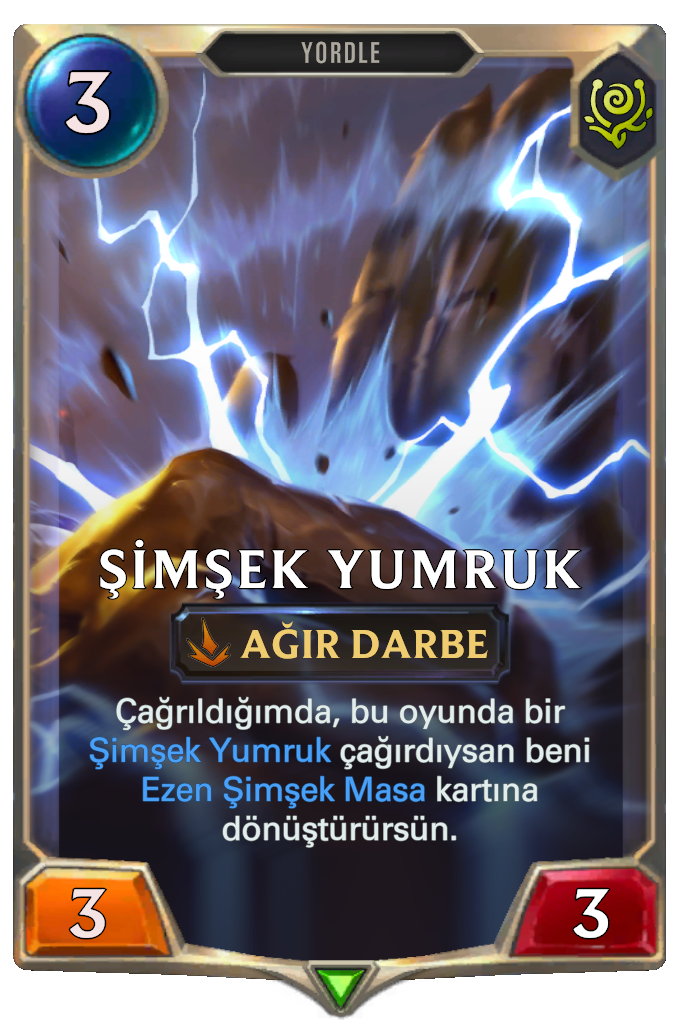 3
YORDLE
ŞİMŞEK YUMRUK
AĞIR DARBE
Çağrıldığımda, bu oyunda bir
Şimşek Yumruk çağırdıysan beni
Ezen Şimşek Masa kartına
dönüştürürsün.
3
3